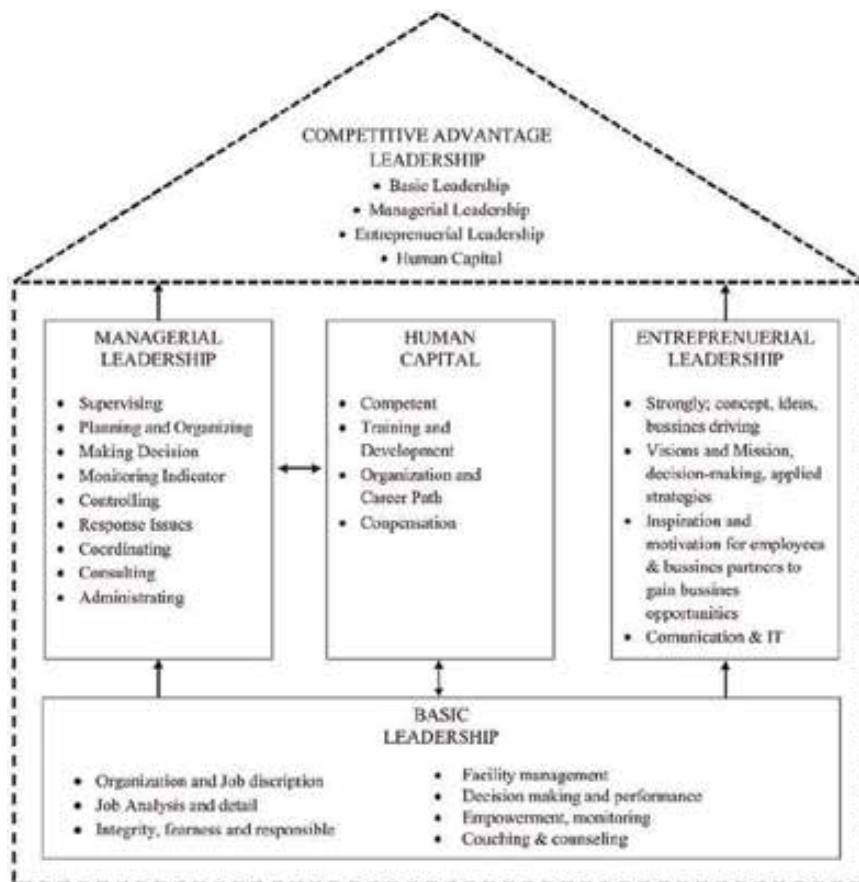 COMPETITIVE ADVANTAGE
LEADERSHIP
• Basic Leadership
• Managerial Leadership
• Entreprenuerial Leadership
• Human Capital
MANAGERIAL
LEADERSHIP
• Supervising
• Planning and Organizing
• Making Decision
• Monitoring Indicator
• Controlling
• Response Issues
• Coordinating
• Consulting
• Administrating
HUMAN
CAPITAL
• Competent
• Training and
Development
• Organization and
Career Path
• Conpensation
ENTREPRENUERIAL
LEADERSHIP
• Strongly; concept, ideas,
bussines driving
• Visions and Mission,
decision-making, applied
strategies
• Inspiration and
motivation for employees
& bussines partners to
gain bussines
opportunities
• Comunication & IT
BASIC
LEADERSHIP
• Organization and Job discription
• Job Analysis and detail
• Integrity, fearness and responsible
• Facility management
• Decision making and performance
• Empowerment, monitoring
• Couching & counseling